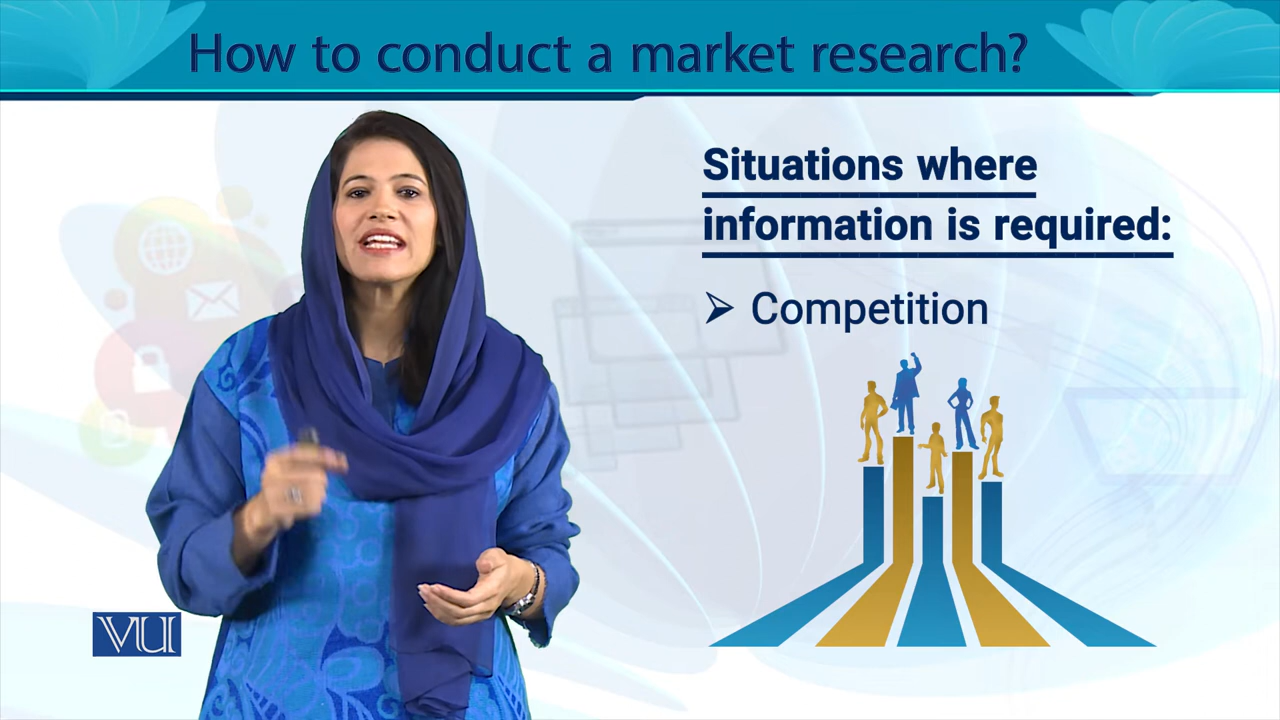 How to conduct a market research?
Situations where
information is required:
➢ Competition
VU